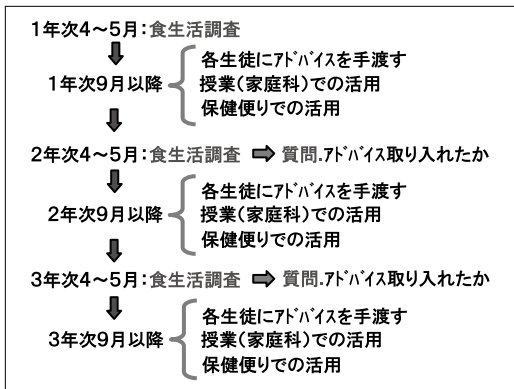 1年次4～5月:食生活調査
各生徒にアドバイスを手渡す
1年次9月以降
授業(家庭科)での活用
保健便りでの活用
2年次4～5月:食生活調査 ⇨ 質問.アドバイス取り入れたか
各生徒にアドバイスを手渡す
2年次9月以降
授業(家庭科)での活用
保健便りでの活用
3年次4～5月:食生活調査 ⇨ 質問.アドバイス取り入れたか
各生徒にアドバイスを手渡す
3年次9月以降
授業(家庭科)での活用
保健便りでの活用